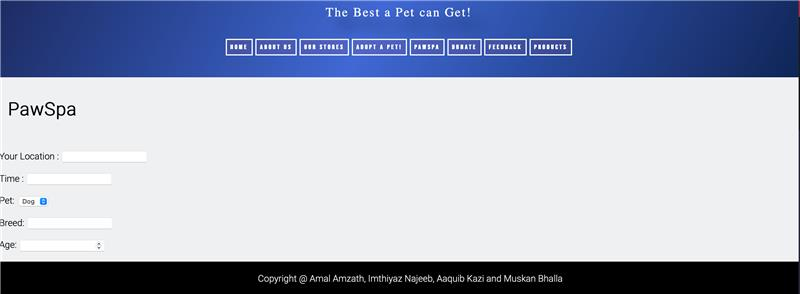 The Best a Pet can Get!
HOME ABOUT US OUR STORES ADOPT A PET! PAWSPA DONATE FEEDBACK PRODUCTS
PawSpa
Your Location :
Time :
Pet: Dog
Breed:
Age:
Copyright @ Amal Amzath, Imthiyaz Najeeb, Aaquib Kazi and Muskan Bhalla